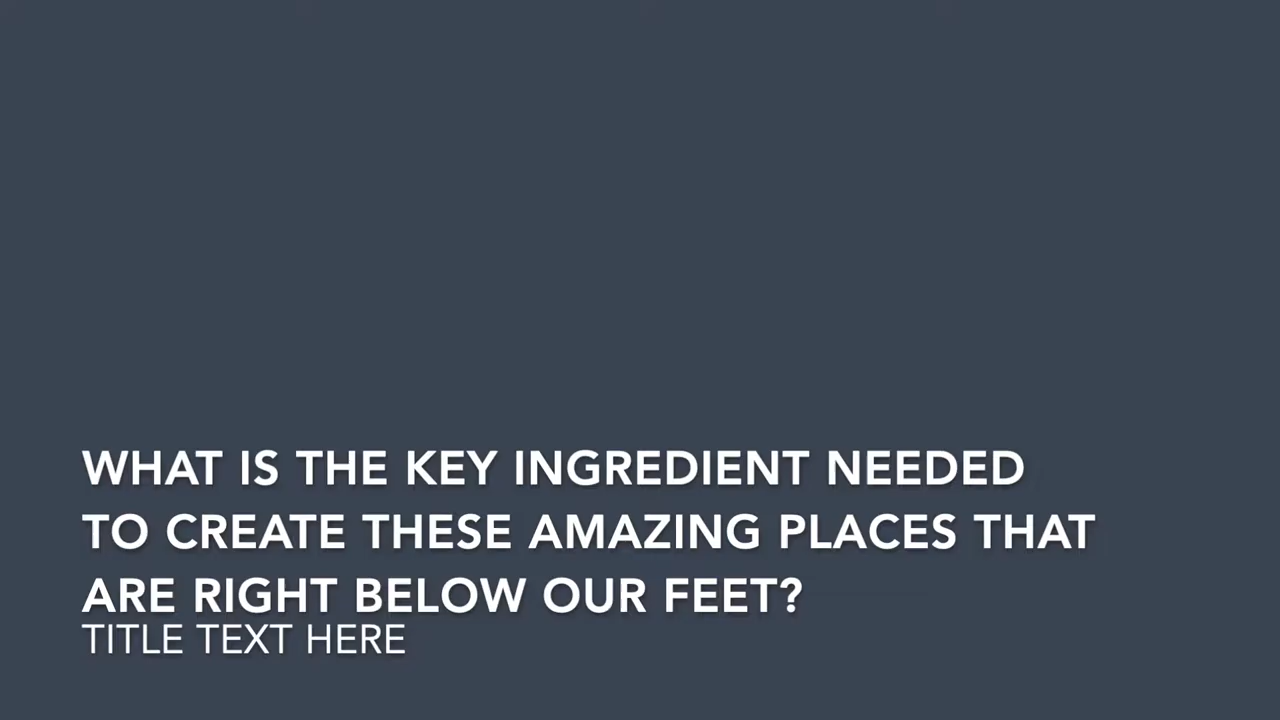 WHAT IS THE KEY INGREDIENT NEEDED
TO CREATE THESE AMAZING PLACES THAT
ARE RIGHT BELOW OUR FEET?
TITLE TEXT HERE